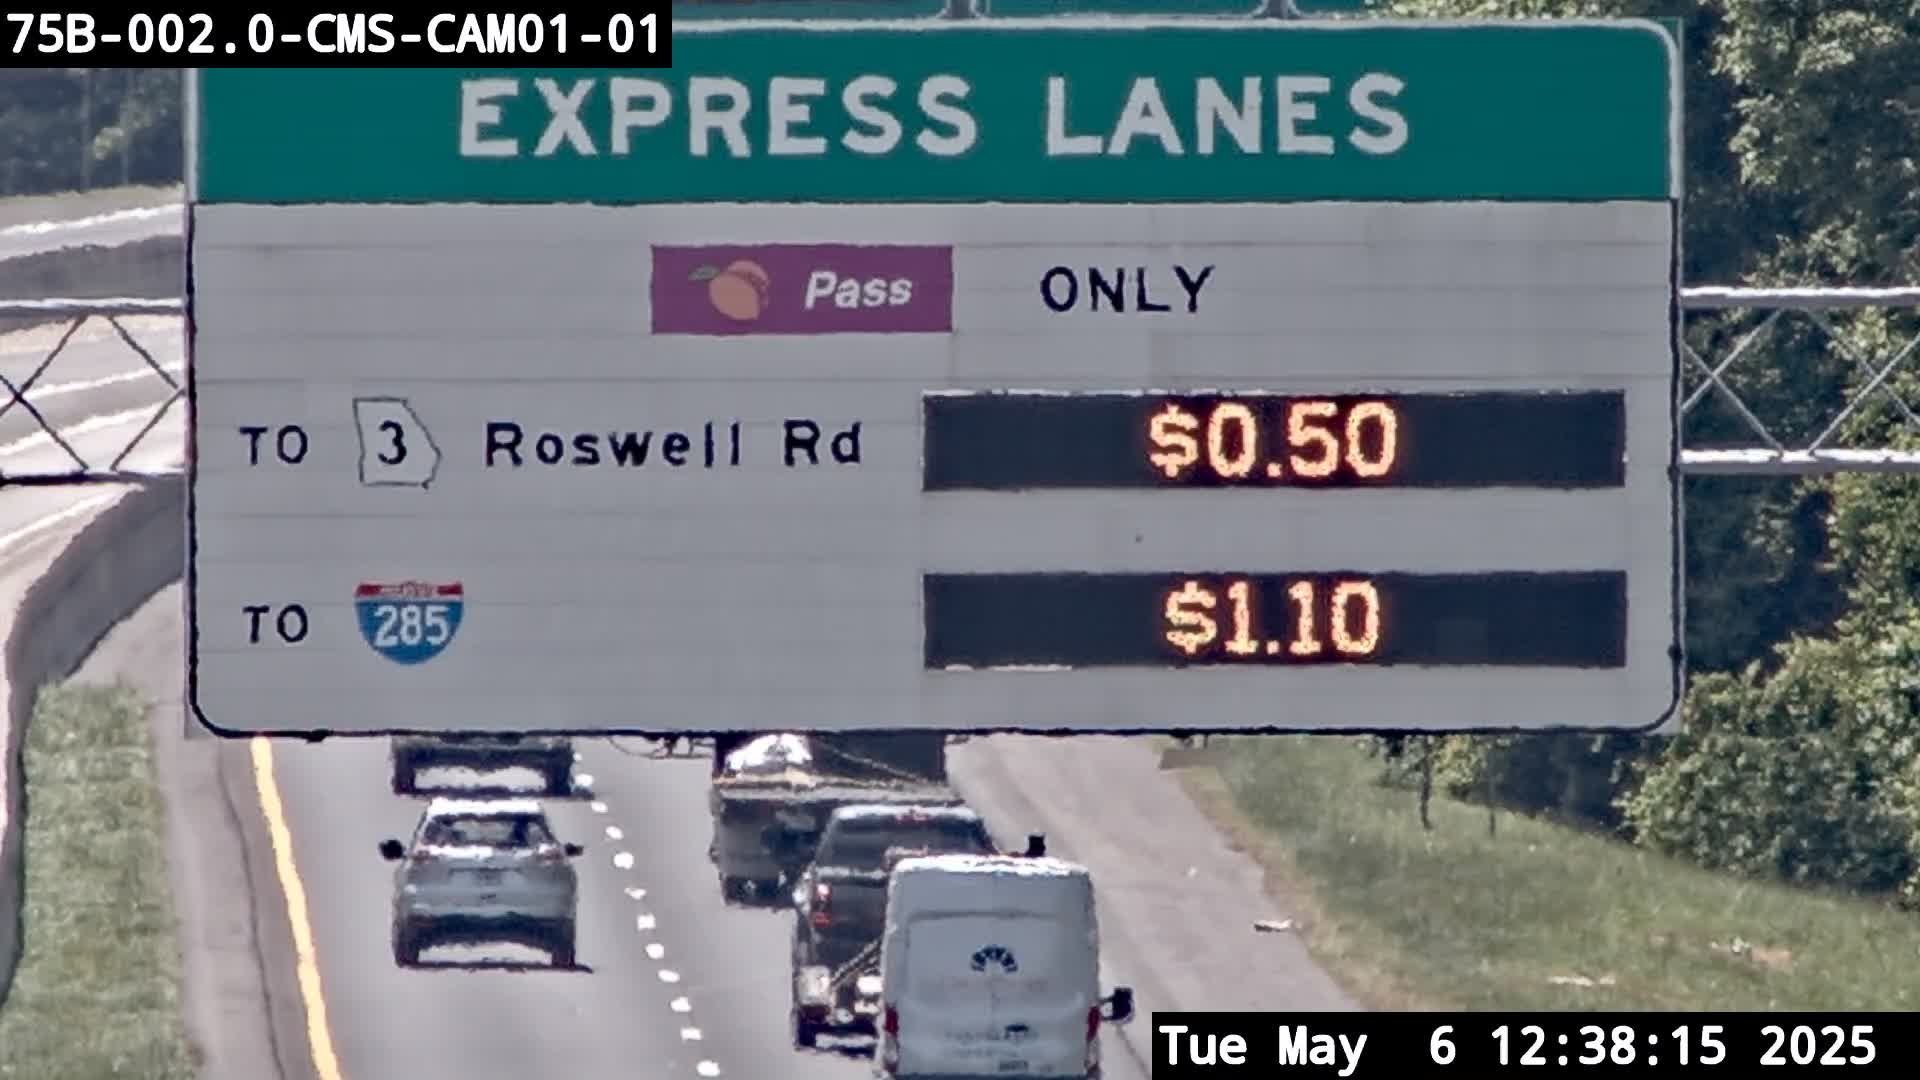 75B-002.0-CMS-CAM01-01
EXPRESS LANES
Pass ONLY
TO 3 Roswell Rd $0.50
TO 285 $1.10
Tue May 6 12:38:15 2025